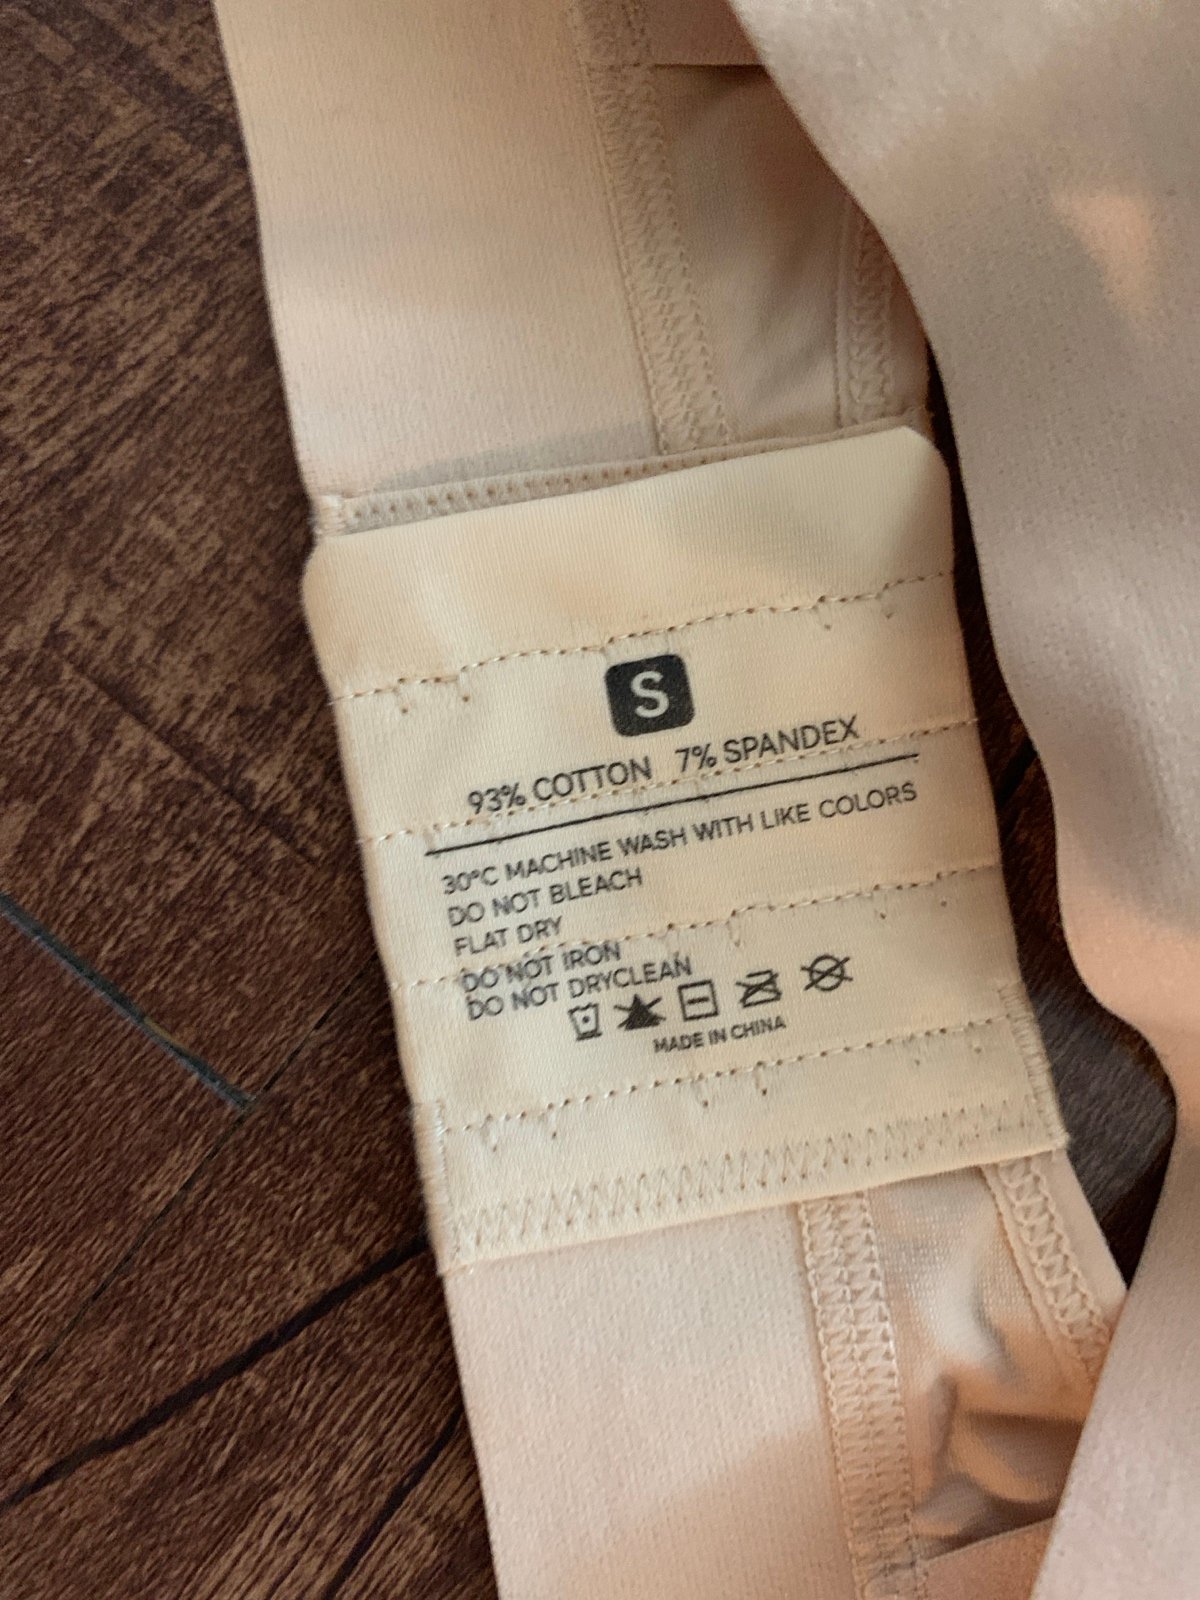 S
93% COTTON 7% SPANDEX
30°C MACHINE WASH WITH LIKE COLORS
DO NOT BLEACH
FLAT DRY
DO NOT IRON
DO NOT DRYCLEAN
MADE IN CHINA